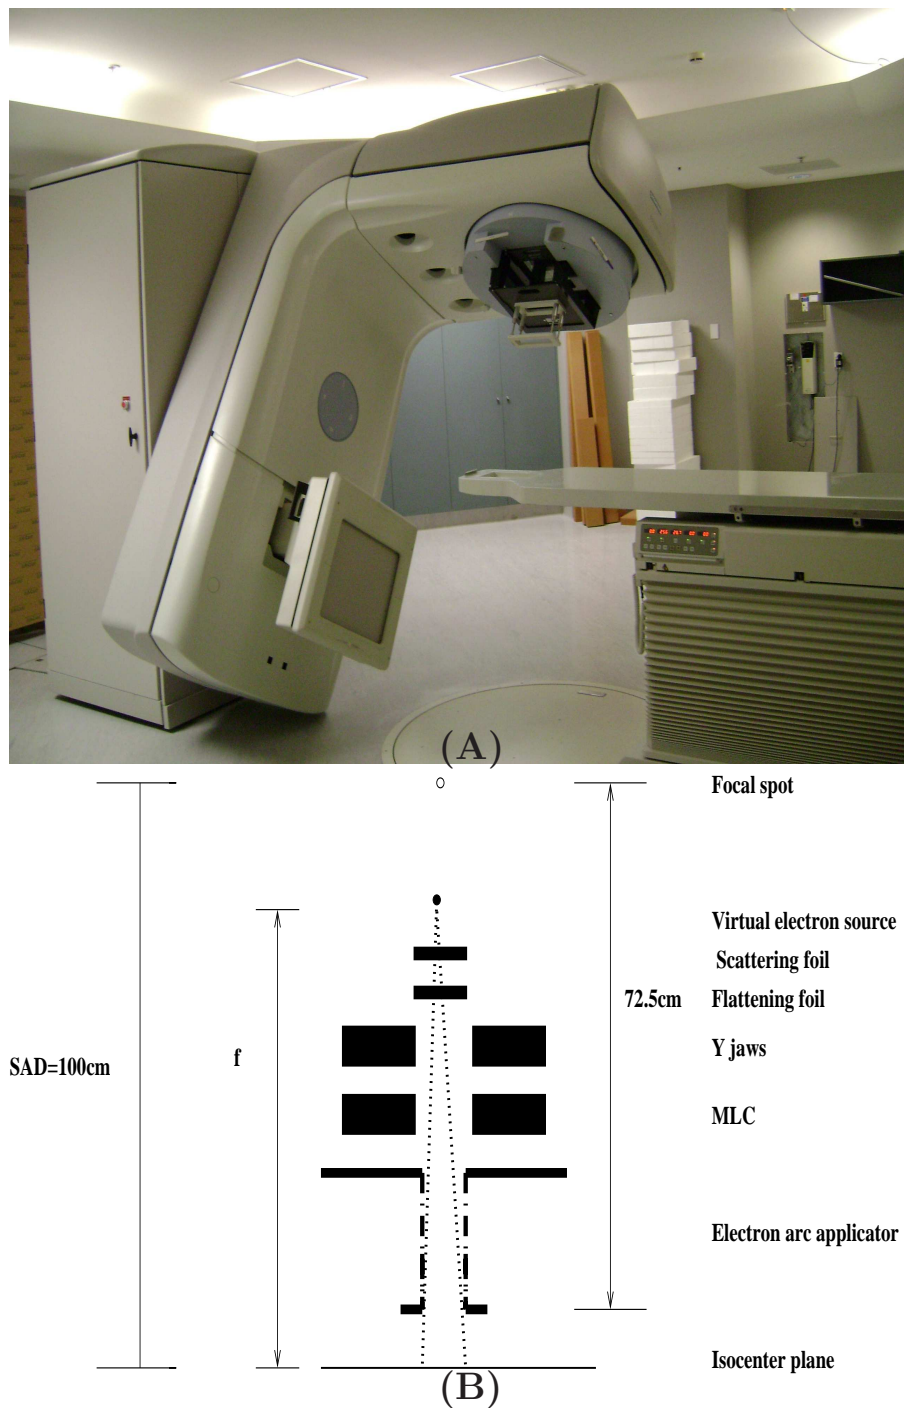 (A)
Focal spot
Virtual electron source
Scattering foil
72.5cm
Flattening foil
Y jaws
f
SAD=100cm
MLC
Electron arc applicator
Isocenter plane
(B)